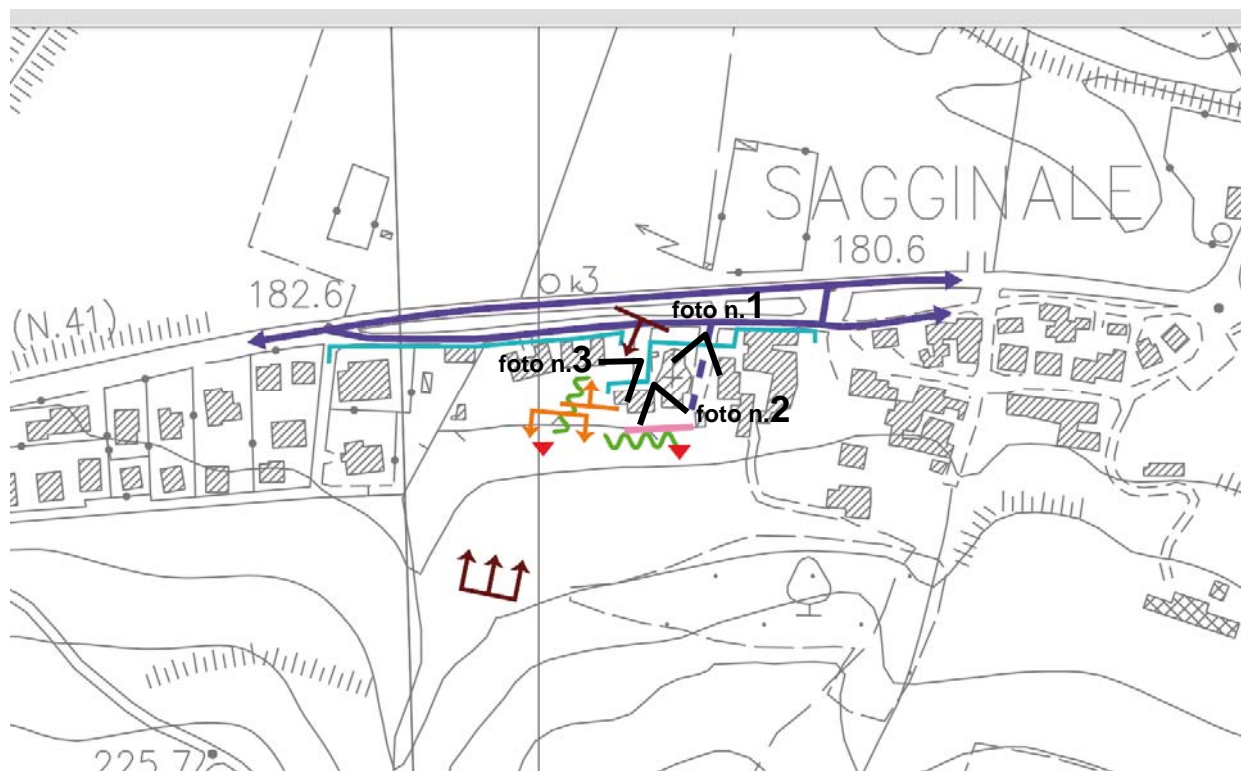 SAGGINALE
180.6
k3
182.6
foto n.1
(N.41)
foto n.3
foto n.2
225.7